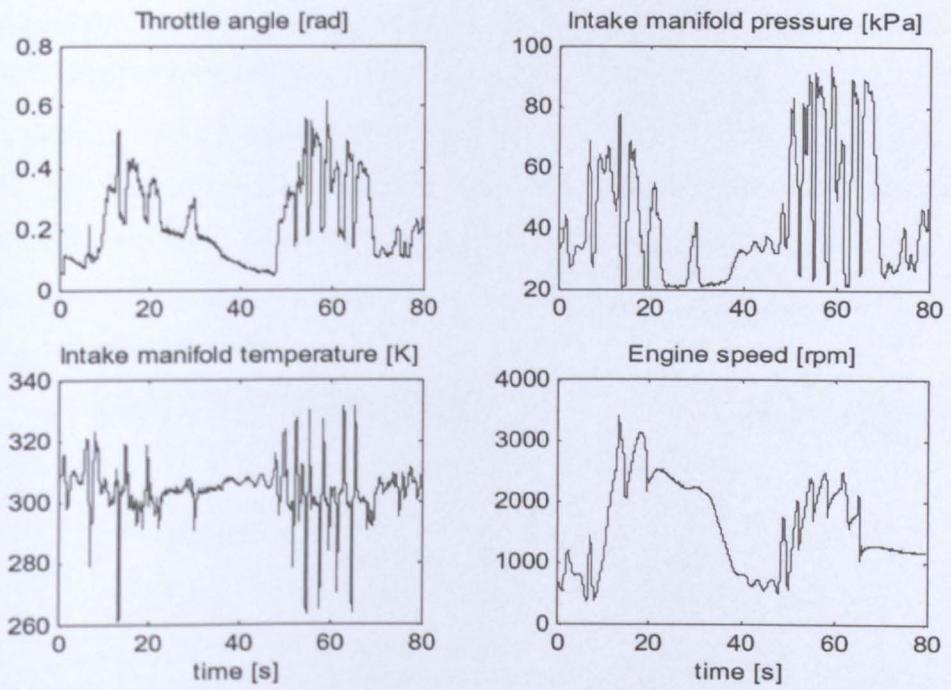 Throttle angle [rad]
0.8
0.6
0.4
0.2
0
0 20 40 60 80
Intake manifold pressure [kPa]
100
80
60
40
20
0 20 40 60 80
Intake manifold temperature [K]
340
320
300
280
260
0 20 40 60 80
time [s]
Engine speed [rpm]
4000
3000
2000
1000
0
0 20 40 60 80
time [s]